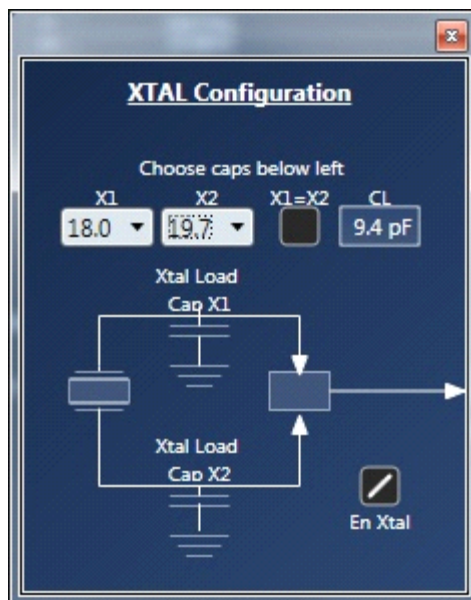 XTAL Configuration
Choose caps below left
X1 X2 X1=X2 CL
18.0 19.7 9.4 pF
Xtal Load
Cap X1
Xtal Load
Cap X2
En Xtal